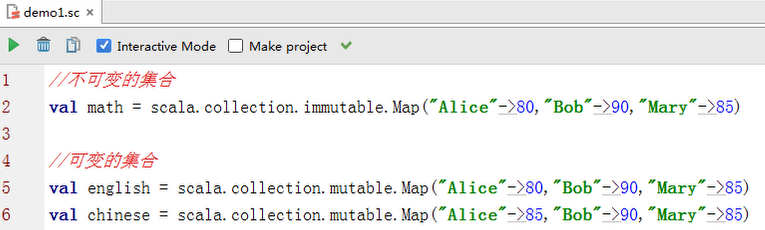 demo1.sc
Interactive Mode Make project
1 //不可变的集合
2 val math = scala.collection.immutable.Map("Alice"->80,"Bob"->90,"Mary"->85)
3
4 //可变的集合
5 val english = scala.collection.mutable.Map("Alice"->80,"Bob"->90,"Mary"->85)
6 val chinese = scala.collection.mutable.Map("Alice"->85,"Bob"->90,"Mary"->85)